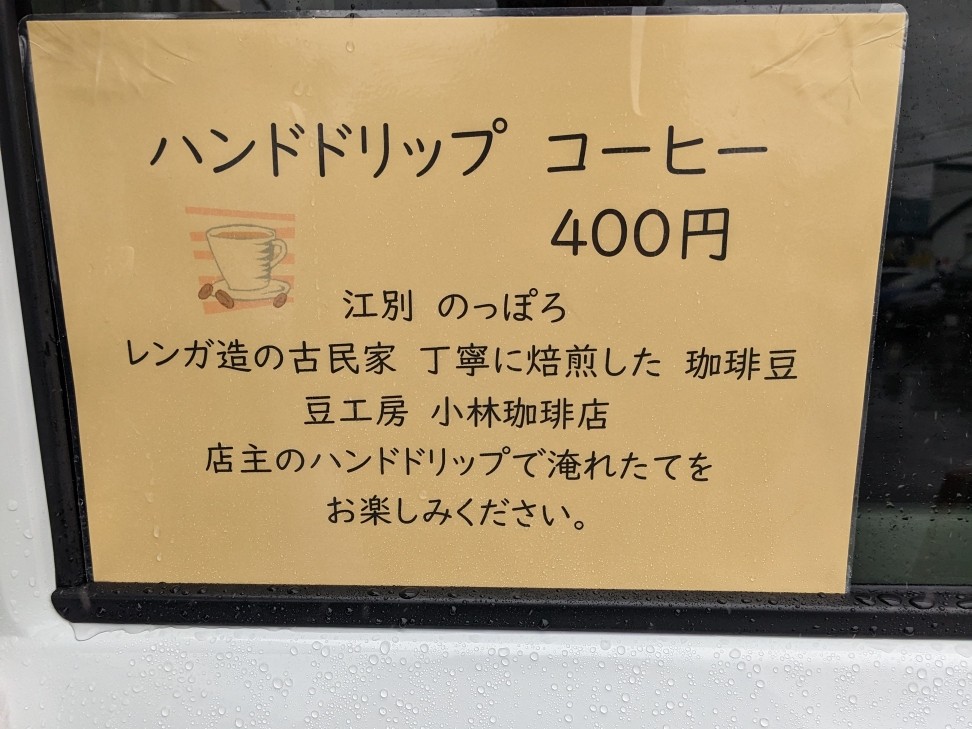 ハンドドリップ コーヒー
400円
江別 のっぽろ
レンガ造の古民家 丁寧に焙煎した 珈琲豆
豆工房 小林珈琲店
店主のハンドドリップで淹れたてを
お楽しみください。